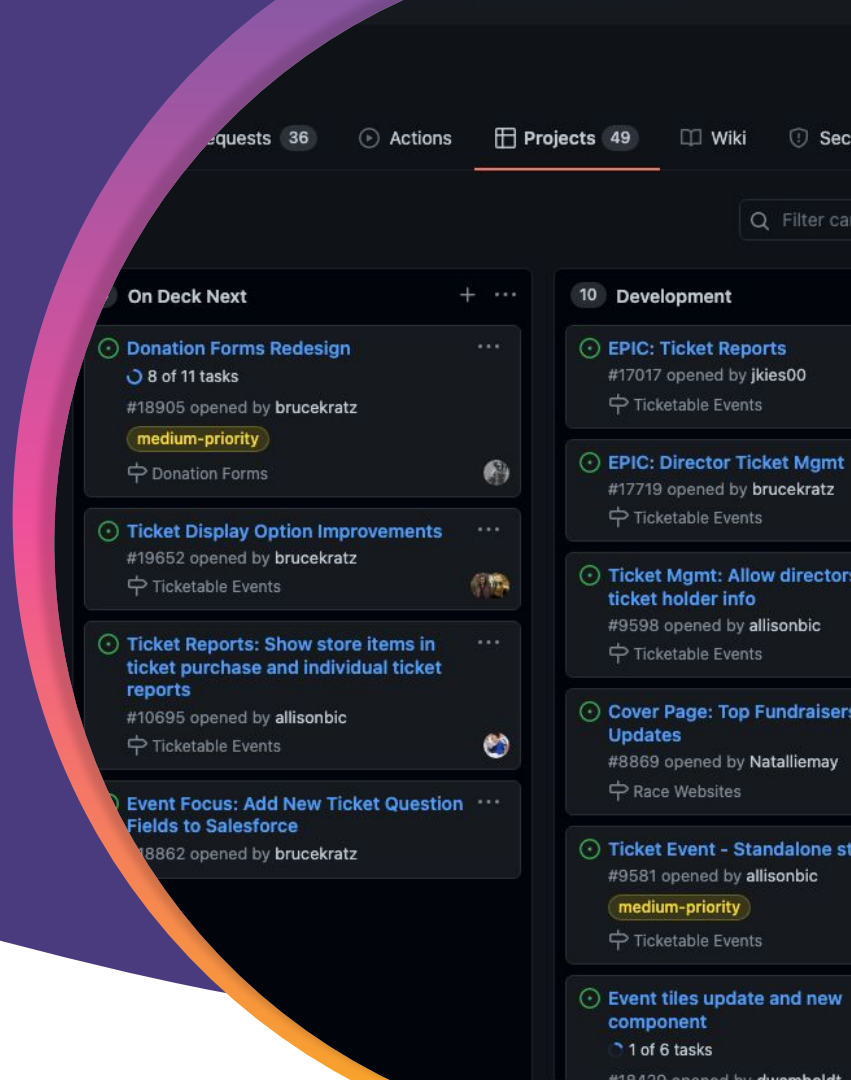 36
Actions
Projects 49
Wiki
Filter
On Deck Next
Donation Forms Redesign
8 of 11 tasks
#18905 opened by brucekratz
medium-priority
Donation Forms
Ticket Display Option Improvements
#19652 opened by brucekratz
Ticketable Events
Ticket Reports: Show store items in
ticket purchase and individual ticket
reports
#10695 opened by allisonbic
Ticketable Events
Event Focus: Add New Ticket Question
Fields to Salesforce
opened by brucekratz
10 Development
EPIC: Ticket Reports
#17017 opened by jkies00
Ticketable Events
EPIC: Director Ticket Mgmt
#17719 opened by brucekratz
Ticketable Events
Ticket Mgmt: Allow directors
ticket holder info
#9598 opened by allisonbic
Ticketable Events
Cover Page: Top Fundraisers
Updates
#8869 opened by Natalliemay
Race Websites
Ticket Event - Standalone
#9581 opened by allisonbic
medium-priority
Ticketable Events
Event tiles update and new
component
1 of 6 tasks